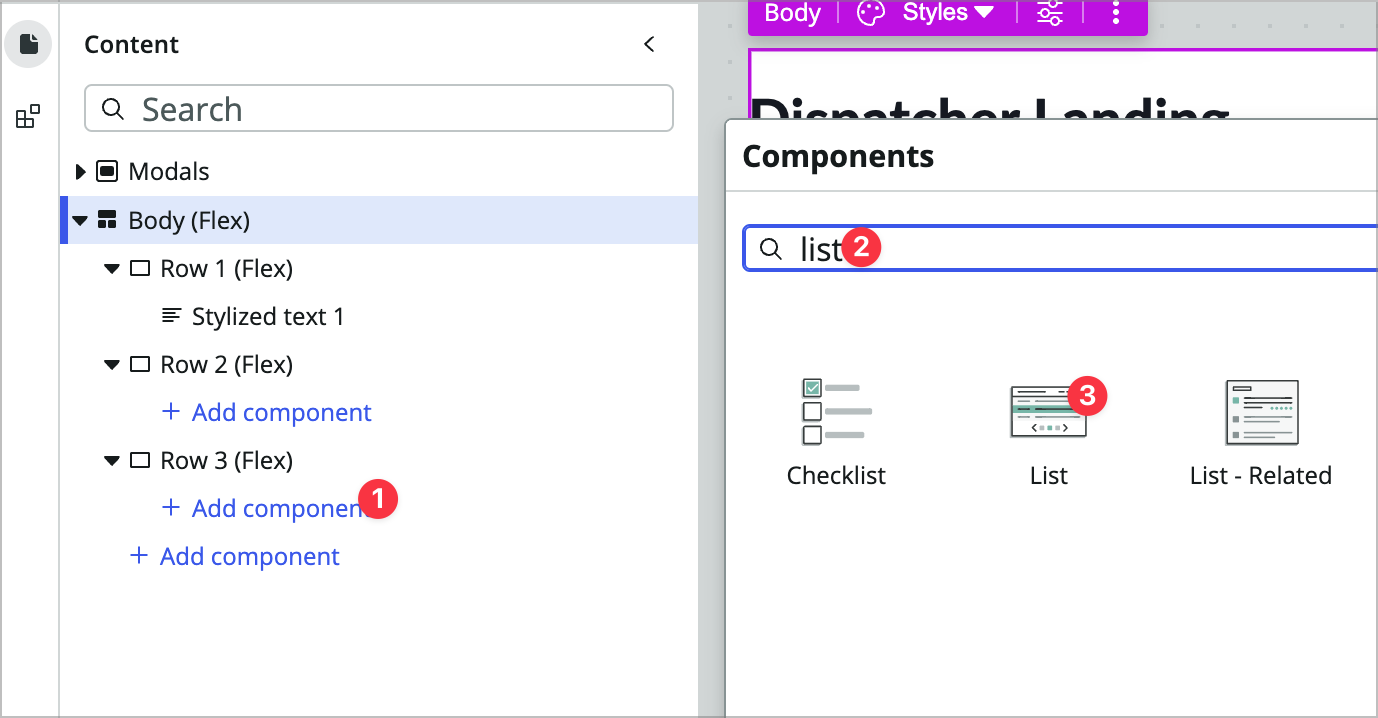 Content
Search
Modals
Body (Flex)
Row 1 (Flex)
Stylized text 1
Row 2 (Flex)
+ Add component
Row 3 (Flex)
+ Add componen
1
+ Add component
Body
Styles
Dispatcher Landing
Components
list
2
3
Checklist
List
List - Related